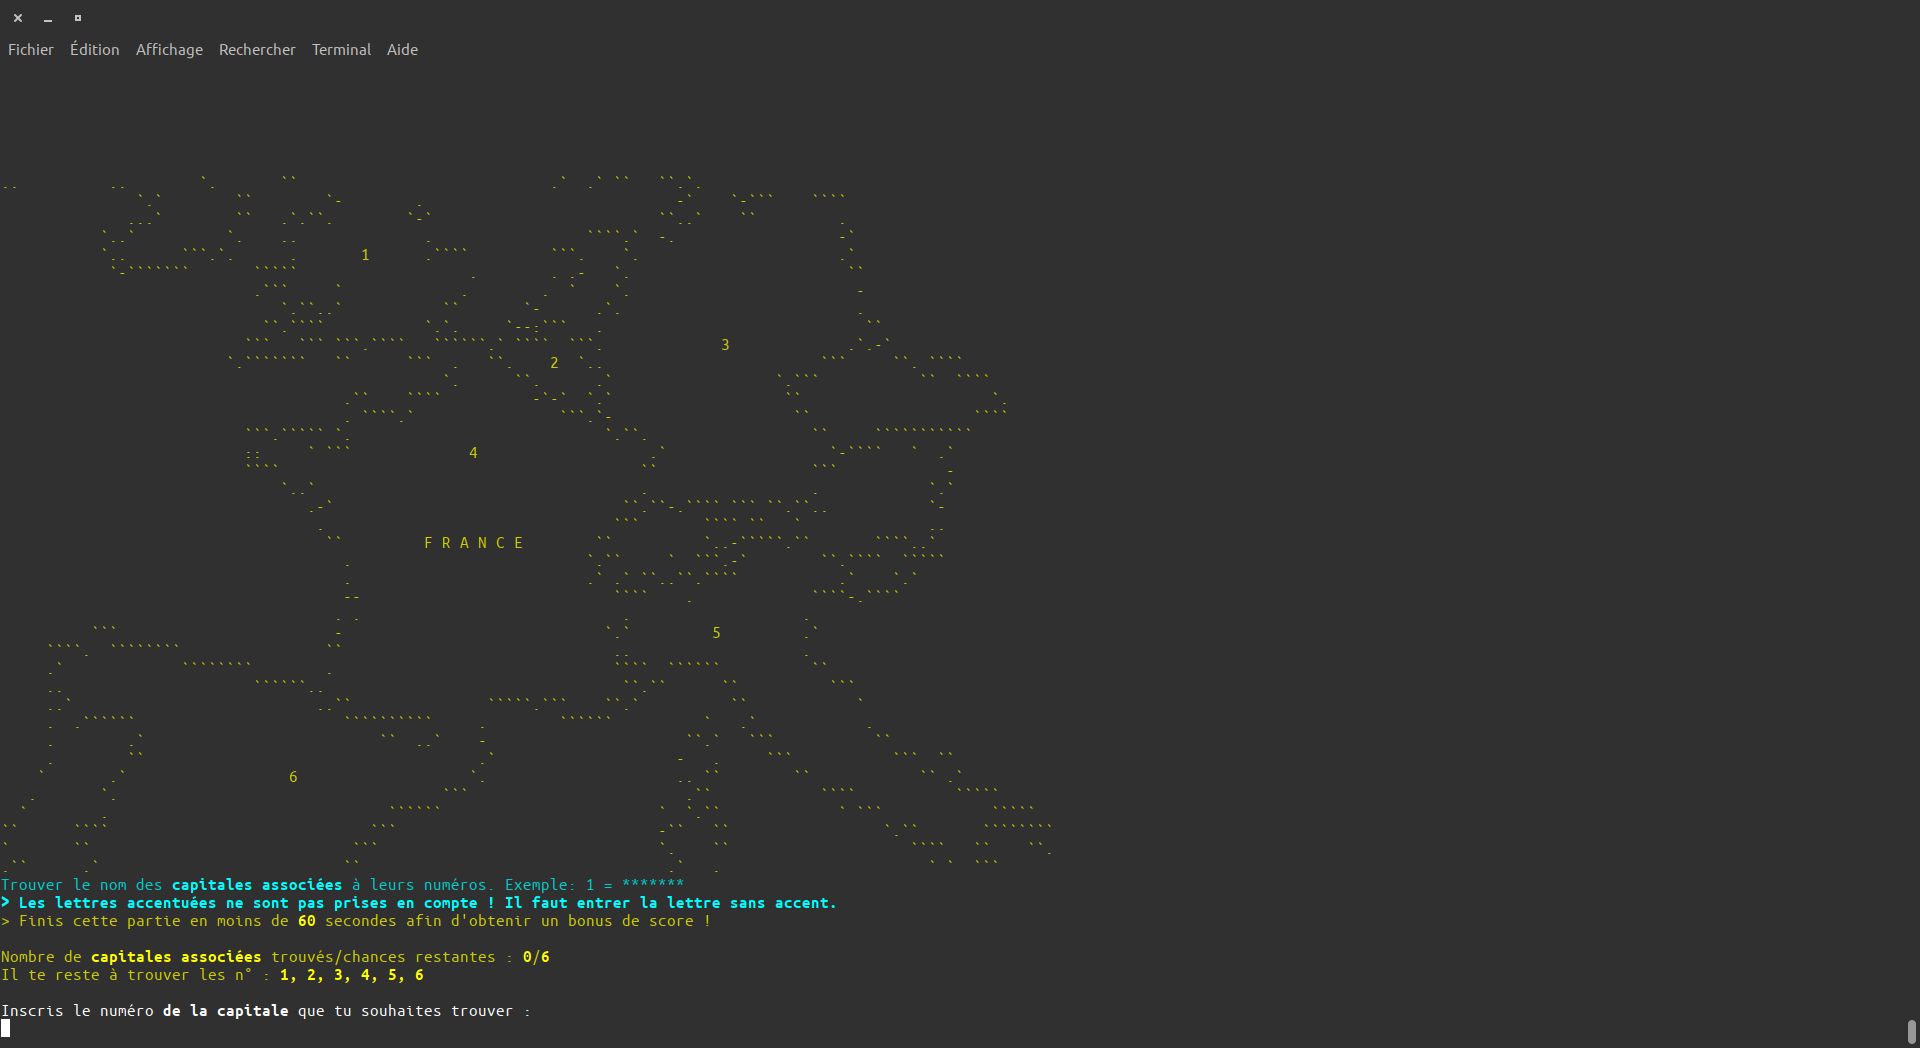 Fichier Édition Affichage Rechercher Terminal Aide
1
3
2
4
F R A N C E
5
6
Trouver le nom des capitales associées à leurs numéros. Exemple: 1 = *******
> Les lettres accentuées ne sont pas prises en compte ! Il faut entrer la lettre sans accent.
> Finis cette partie en moins de 60 secondes afin d'obtenir un bonus de score !
Nombre de capitales associées trouvés/chances restantes : 0/6
Il te reste à trouver les n° : 1, 2, 3, 4, 5, 6
Inscris le numéro de la capitale que tu souhaites trouver :